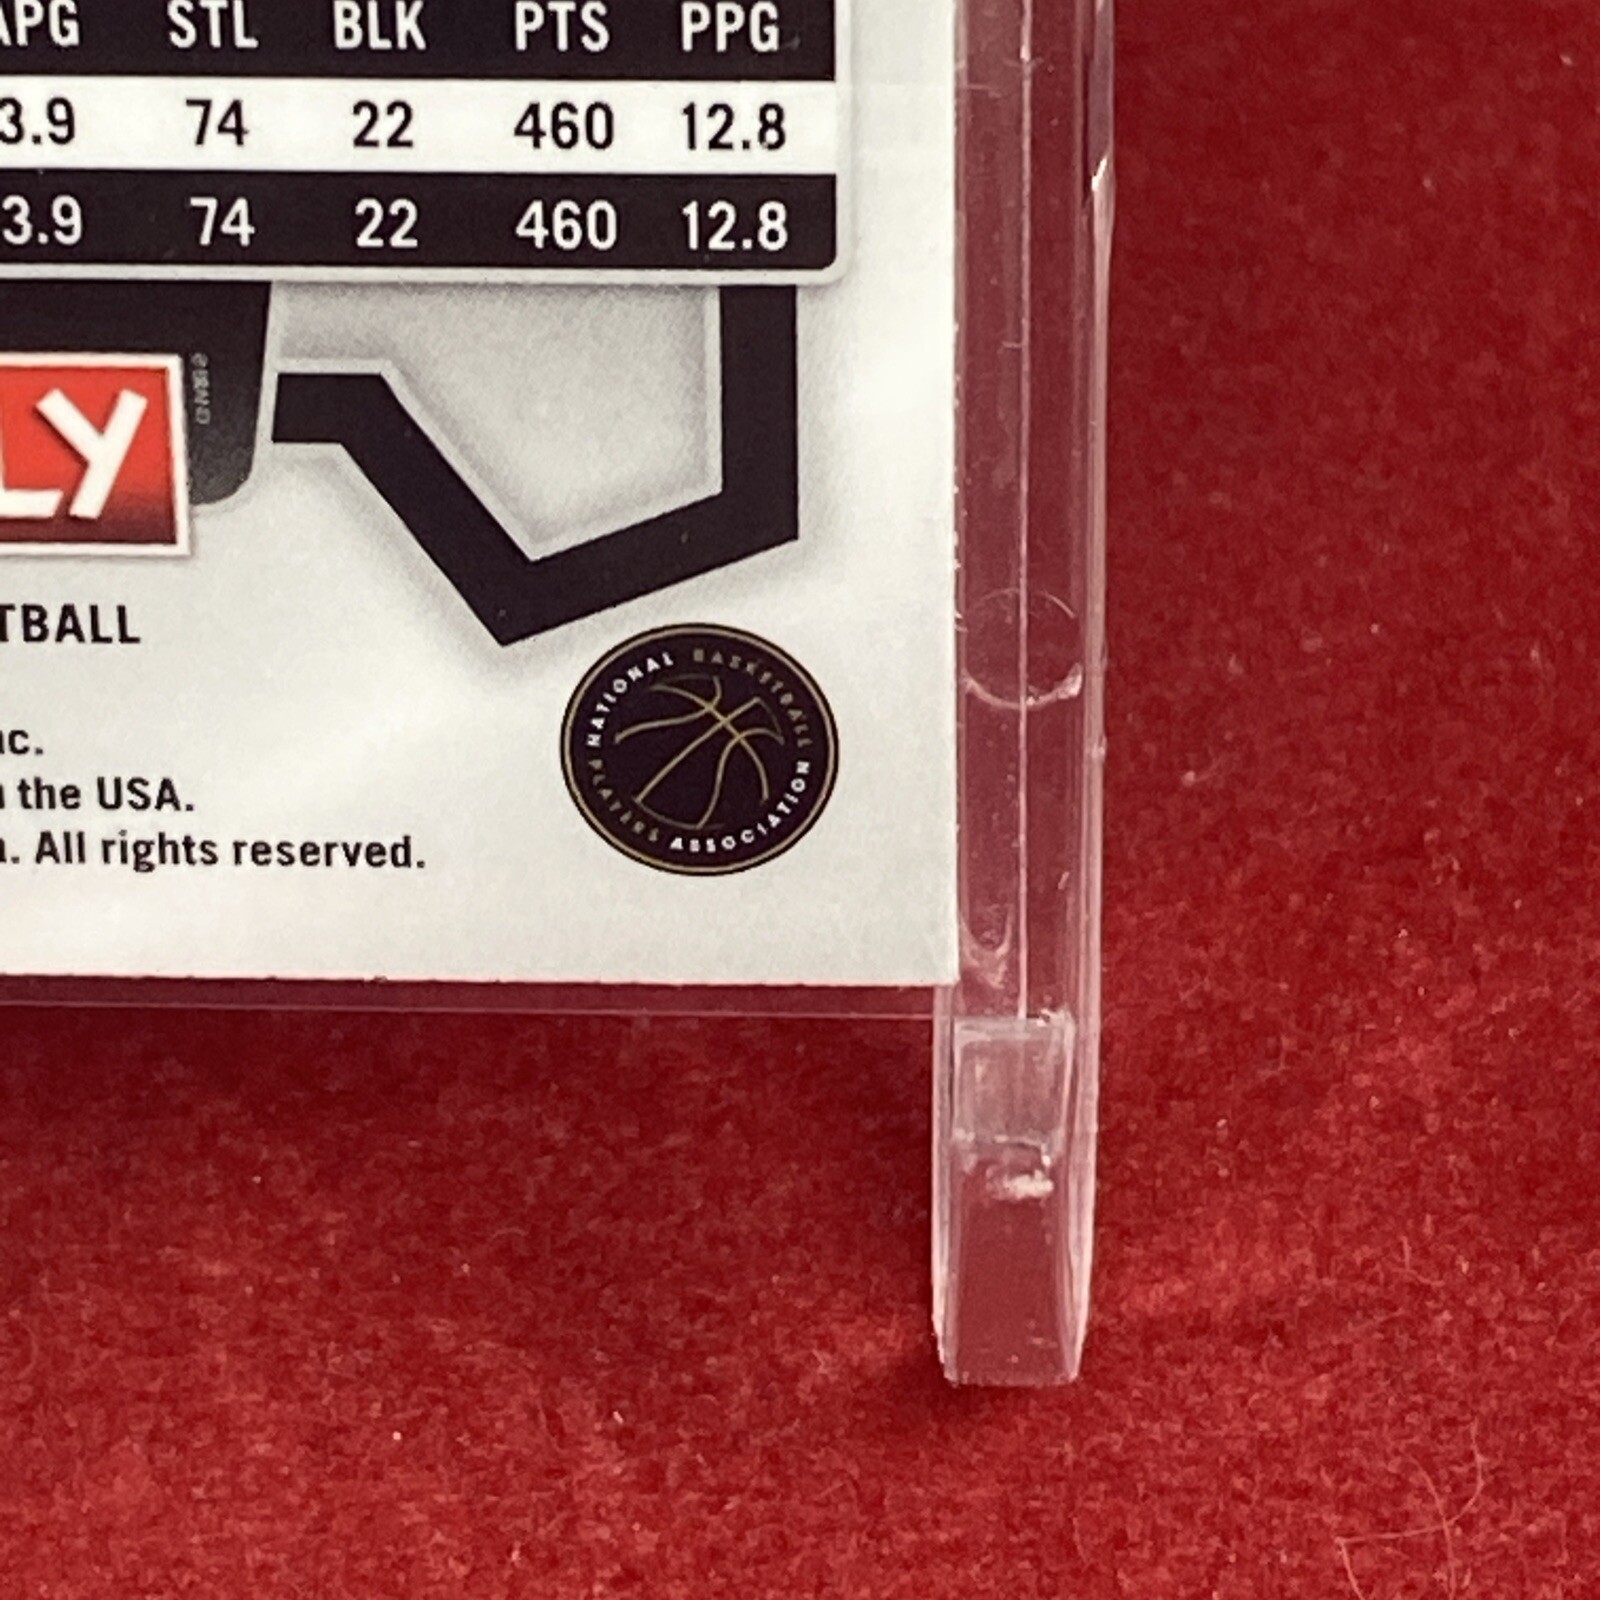 APG STL BLK PTS PPG
3.9 74 22 460 12.8
3.9 74 22 460 12.8
LY
TBALL
nc.
the USA.
. All rights reserved.
NATIONAL BASKETBALL PLAYERS ASSOCIATION